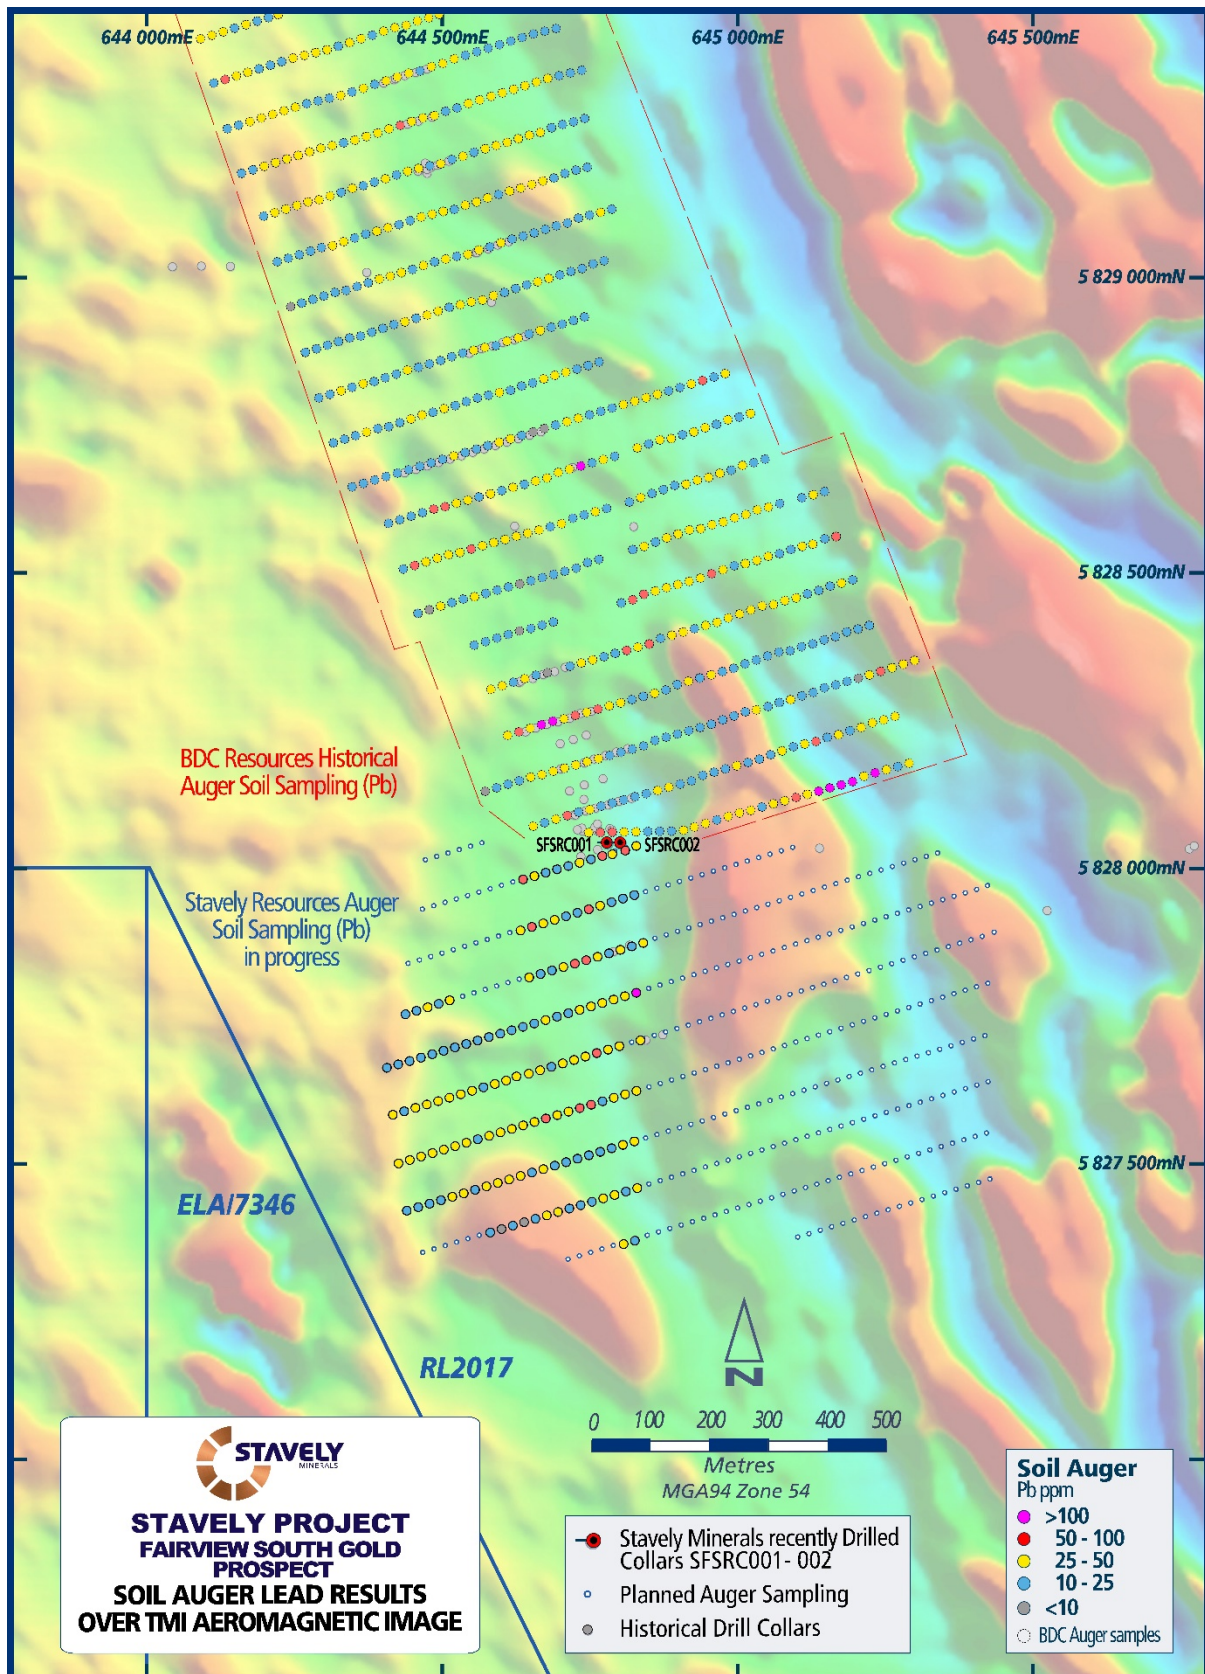 644 000mE
644 500mE
645 000mE
645 500mE
5 829 000mN
5 828 500mN
BDC Resources Historical
Auger Soil Sampling (Pb)
SFSRC001
SFSRC002
5 828 000mN
Stavely Resources Auger
Soil Sampling (Pb)
in progress
5 827 500mN
ELA/7346
RL2017
N
0 100 200 300 400 500
Metres
MGA94 Zone 54
STAVELY
MINERALS
STAVELY PROJECT
FAIRVIEW SOUTH GOLD
PROSPECT
SOIL AUGER LEAD RESULTS
OVER TMI AEROMAGNETIC IMAGE
Stavely Minerals recently Drilled
Collars SFSRC001- 002
Planned Auger Sampling
Historical Drill Collars
Soil Auger
Pb ppm
>100
50 - 100
25 - 50
10 - 25
<10
BDC Auger samples